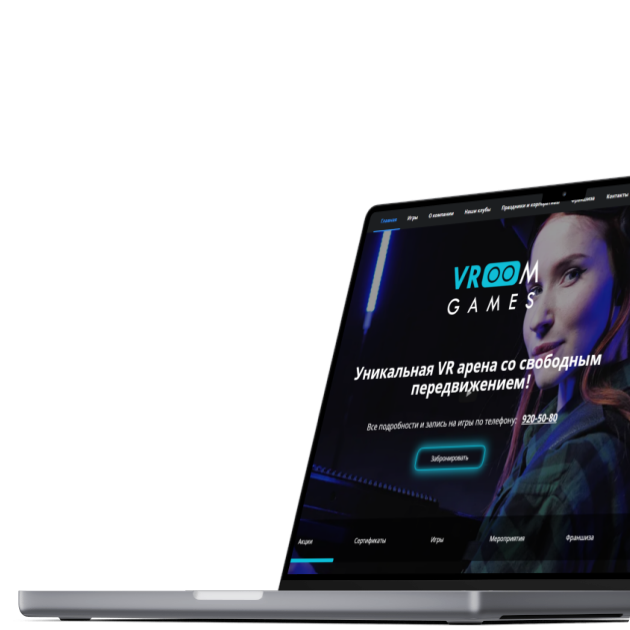 Главная Игры О компании Наши клубы Праздники и корпоративы Франшиза Контакты
VROOM
GAMES
Уникальная VR арена со свободным
передвижением!
Все подробности и запись на игры по телефону: 920-50-80
Забронировать
Акции Сертификаты Игры Мероприятия Франшиза